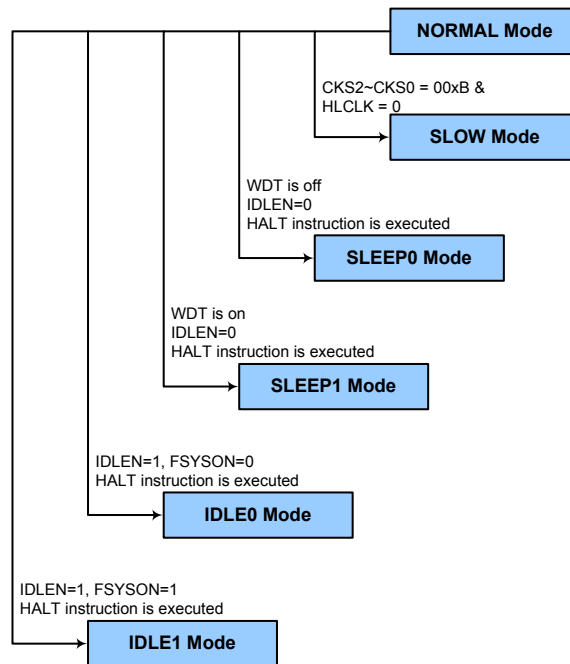 NORMAL Mode
CKS2~CKS0 = 00xB &
HLCLK = 0
SLOW Mode
WDT is off
IDLEN=0
HALT instruction is executed
SLEEP0 Mode
WDT is on
IDLEN=0
HALT instruction is executed
SLEEP1 Mode
IDLEN=1, FSYSON=0
HALT instruction is executed
IDLE0 Mode
IDLEN=1, FSYSON=1
HALT instruction is executed
IDLE1 Mode